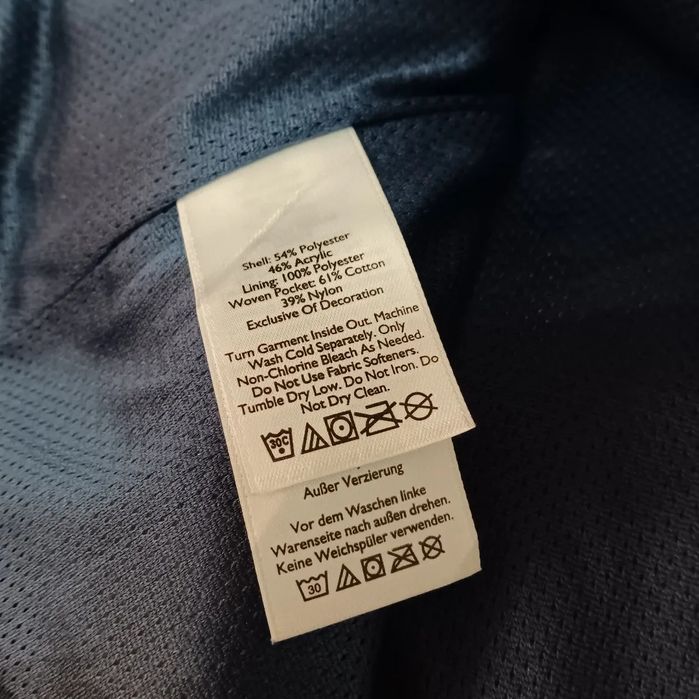 Shell: 54% Polyester
46% Acrylic
Lining: 100% Polyester
Woven Pocket: 61% Cotton
39% Nylon
Exclusive Of Decoration
Turn Garment Inside Out. Machine
Wash Cold Separately. Only
Non-Chlorine Bleach As Needed.
Do Not Use Fabric Softeners.
Tumble Dry Low. Do Not Iron. Do
Not Dry Clean.
30C
Außer Verzierung
Vor dem Waschen linke
Warenseite nach außen drehen.
Keine Weichspüler verwenden.
30